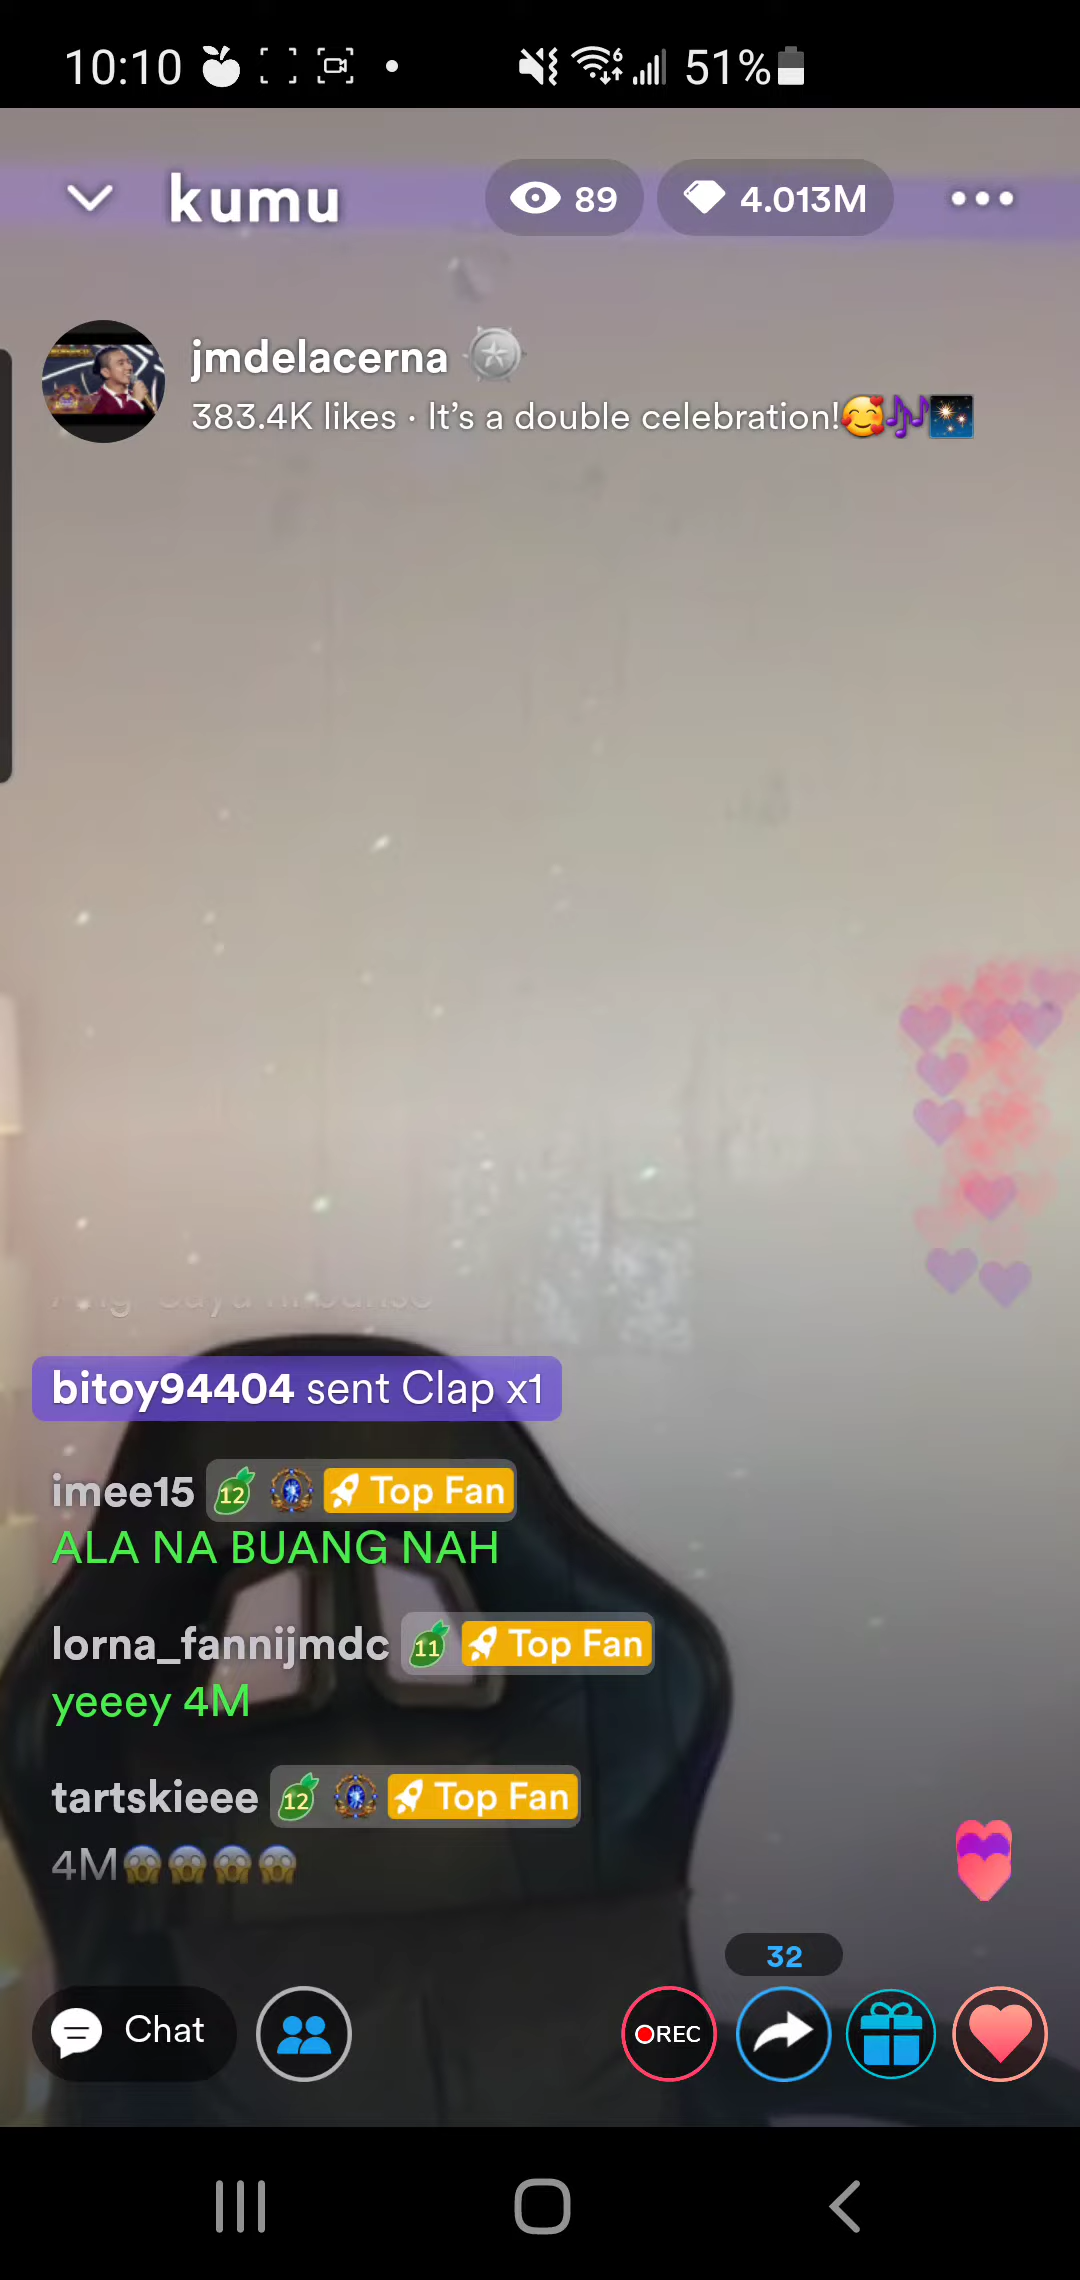 10:10
51%
kumu
89
4.013M
jmdelacerna
383.4K likes · It's a double celebration!🥰🎶🎇
bitoy94404 sent Clap x1
imee15 12 Top Fan
ALA NA BUANG NAH
lorna_fannijmdc 11 Top Fan
yeeey 4M
tartskieee 12 Top Fan
4M😱😱😱😱
32
Chat
REC